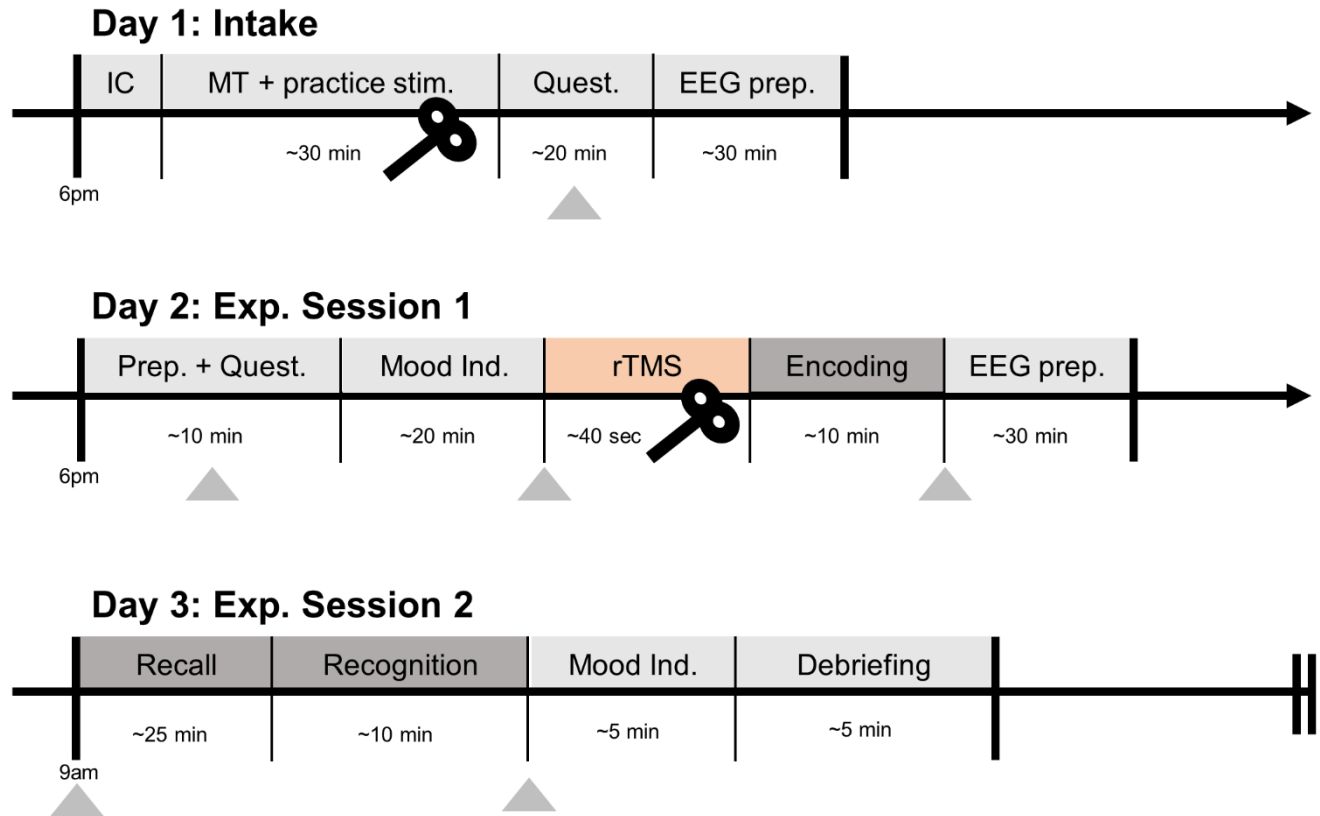 Day 1: Intake
IC MT + practice stim. Quest. EEG prep.
~30 min ~20 min ~30 min
6pm
Day 2: Exp. Session 1
Prep. + Quest. Mood Ind. rTMS Encoding EEG prep.
~10 min ~20 min ~40 sec ~10 min ~30 min
6pm
Day 3: Exp. Session 2
Recall Recognition Mood Ind. Debriefing
~25 min ~10 min ~5 min ~5 min
9am